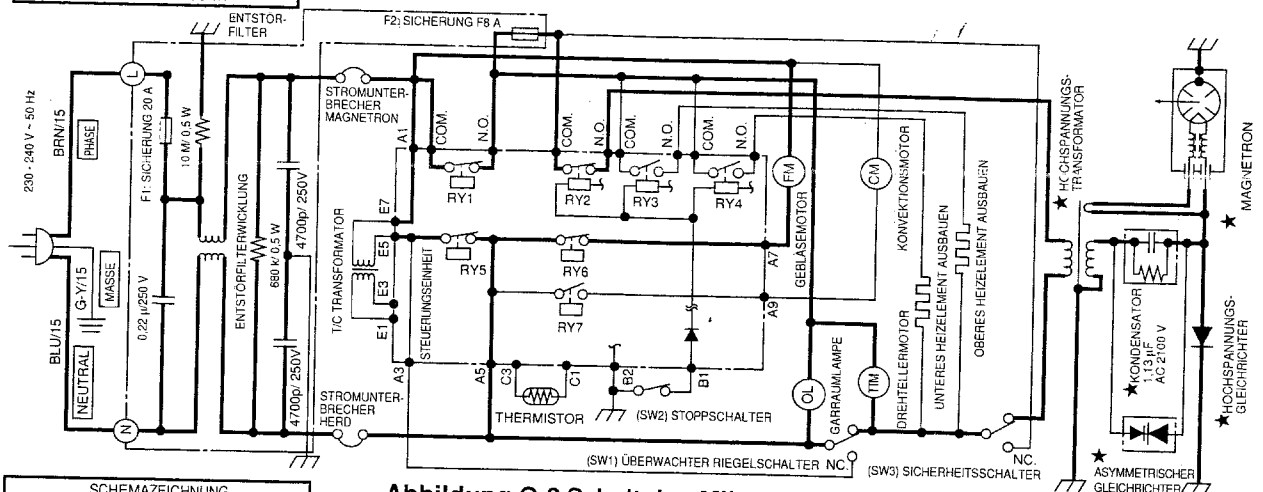 ENTSTÖR-
FILTER
F2: SICHERUNG F8 A
230 - 240 V ~ 50 Hz
BRN/15
PHASE
L
F1: SICHERUNG 20 A
10 M/ 0,5 W
STROMUNTER-
BRECHER
MAGNETRON
A1
COM.
N.O.
COM.
N.O.
COM.
N.O.
COM.
N.O.
RY1
RY2
RY3
RY4
FM
GEBLÄSEMOTOR
CM
KONVEKTIONSMOTOR
UNTERES HEIZELEMENT AUSBAUEN
OBERES HEIZELEMENT AUSBAUEN
★ HOCHSPANNUNGS-
TRANSFORMATOR
★ MAGNETRON
G-Y/15
MASSE
BLU/15
NEUTRAL
N
0,22 µ/250 V
ENTSTÖRFILTERWICKLUNG
680 k/ 0,5 W
4700p/ 250V
4700p/ 250V
T/C TRANSFORMATOR
E7
E5
E3
E1
STEUERUNGSEINHEIT
RY5
RY6
RY7
A7
A9
A3
A5
C3
C1
B2
B1
THERMISTOR
(SW2) STOPPSCHALTER
STROMUNTER-
BRECHER
HERD
OL
GARRAUMLAMPE
TTM
DREHTELLERMOTOR
(SW1) ÜBERWACHTER RIEGELSCHALTER
NC.
(SW3) SICHERHEITSSCHALTER
NC.
★KONDENSATOR
1,13 µF
AC 2100 V
★HOCHSPANNUNGS-
GLEICHRICHTER
★
ASYMMETRISCHER
GLEICHRICHTER
SCHEMAZEICHNUNG